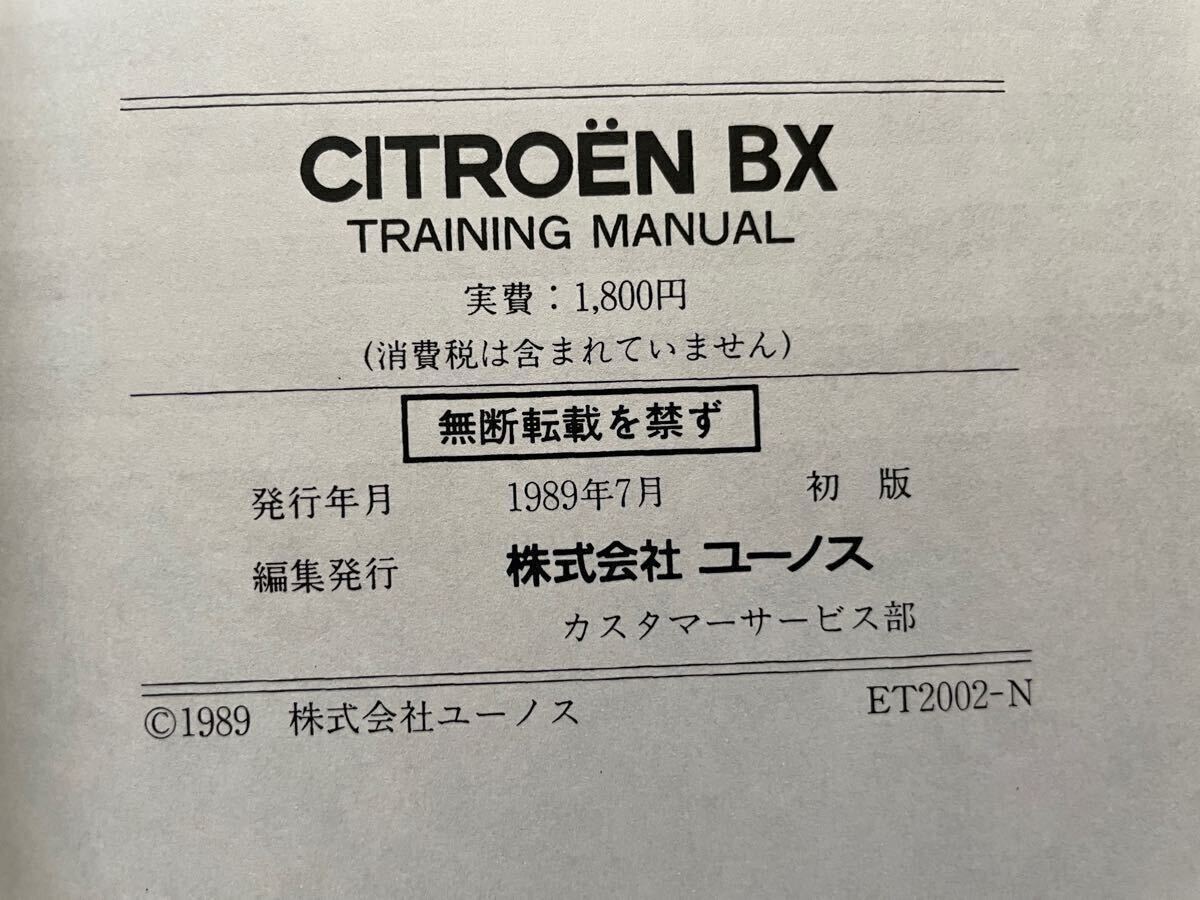 CITROËN BX
TRAINING MANUAL
実費：1,800円
(消費税は含まれていません)
無断転載を禁ず
発行年月 1989年7月 初版
編集発行 株式会社 ユーノス
カスタマーサービス部
©1989 株式会社ユーノス ET2002-N